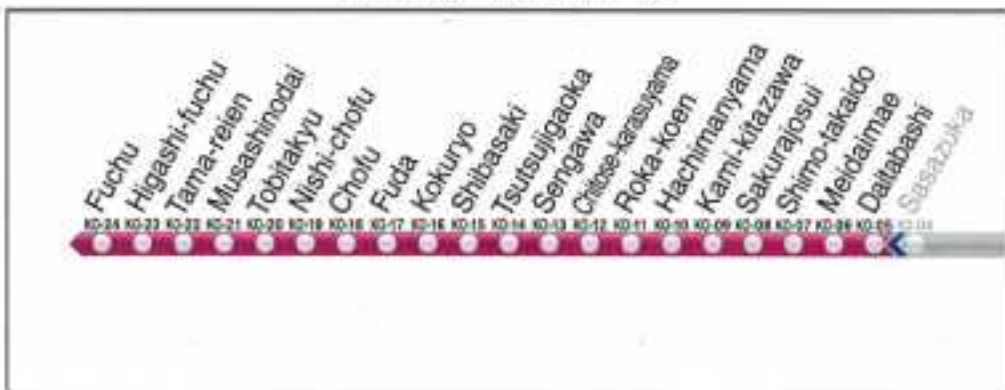 Fuchu
Higashi-fuchu
Tama-reien
Musashinodai
Tobitakyu
Nishi-chofu
Chofu
Fuda
Kokuryo
Shibasaki
Tsutsujigaoka
Sengawa
Chitose-karasuyama
Roka-koen
Hachimanyama
Kami-kitazawa
Sakurajosui
Shimo-takaido
Meidaimae
Daitabashi
Sasazuka
KO-24 KO-23 KO-22 KO-21 KO-20 KO-19 KO-18 KO-17 KO-16 KO-15 KO-14 KO-13 KO-12 KO-11 KO-10 KO-09 KO-08 KO-07 KO-06 KO-05 KO-04